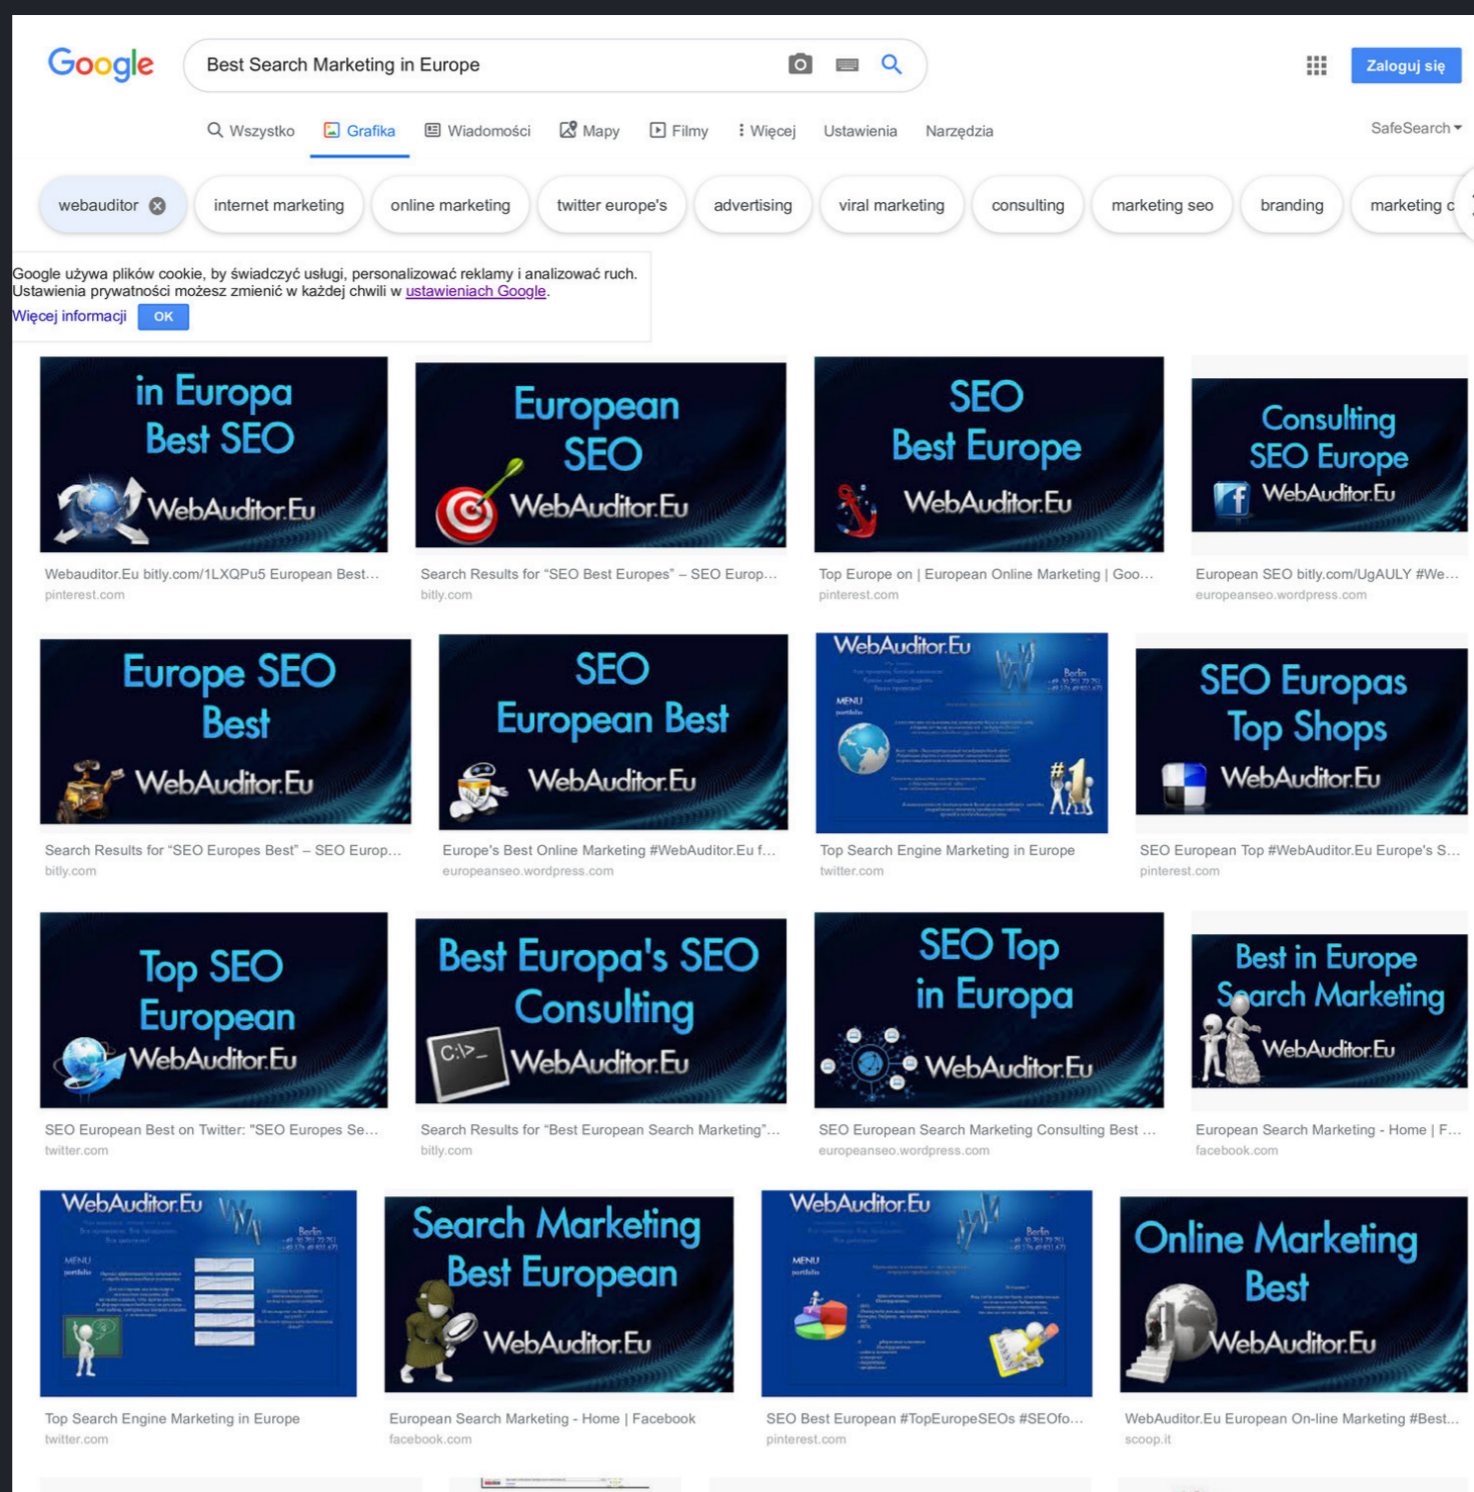 Google
Best Search Marketing in Europe
Zaloguj się
Wszystko Grafika Wiadomości Mapy Filmy Więcej Ustawienia Narzędzia
SafeSearch
webauditor internet marketing online marketing twitter europe's advertising viral marketing consulting marketing seo branding marketing c
Google używa plików cookie, by świadczyć usługi, personalizować reklamy i analizować ruch.
Ustawienia prywatności możesz zmienić w każdej chwili w ustawieniach Google.
Więcej informacji OK
in Europa
Best SEO
WebAuditor.Eu
European
SEO
WebAuditor.Eu
SEO
Best Europe
WebAuditor.Eu
Consulting
SEO Europe
f
WebAuditor.Eu
Webauditor.Eu bitly.com/1LXQPu5 European Best...
pinterest.com
Search Results for “SEO Best Europes” – SEO Europ...
bitly.com
Top Europe on | European Online Marketing | Goo...
pinterest.com
European SEO bitly.com/UgAULY #We...
europeanseo.wordpress.com
Europe SEO
Best
WebAuditor.Eu
SEO
European Best
WebAuditor.Eu
WebAuditor.Eu
Berlin
MENU
portfolio
#1
SEO Europas
Top Shops
WebAuditor.Eu
Search Results for “SEO Europes Best” – SEO Europ...
bitly.com
Europe's Best Online Marketing #WebAuditor.Eu f...
europeanseo.wordpress.com
Top Search Engine Marketing in Europe
twitter.com
SEO European Top #WebAuditor.Eu Europe's S...
pinterest.com
Top SEO
European
WebAuditor.Eu
Best Europa's SEO
Consulting
C:\>_
WebAuditor.Eu
SEO Top
in Europa
WebAuditor.Eu
Best in Europe
Search Marketing
WebAuditor.Eu
SEO European Best on Twitter: "SEO Europes Se...
twitter.com
Search Results for “Best European Search Marketing”...
bitly.com
SEO European Search Marketing Consulting Best ...
europeanseo.wordpress.com
European Search Marketing - Home | F...
facebook.com
WebAuditor.Eu
Berlin
MENU
portfolio
Search Marketing
Best European
WebAuditor.Eu
WebAuditor.Eu
Berlin
MENU
portfolio
Online Marketing
Best
WebAuditor.Eu
Top Search Engine Marketing in Europe
twitter.com
European Search Marketing - Home | Facebook
facebook.com
SEO Best European #TopEuropeSEOs #SEOfo...
pinterest.com
WebAuditor.Eu European On-line Marketing #Best...
scoop.it